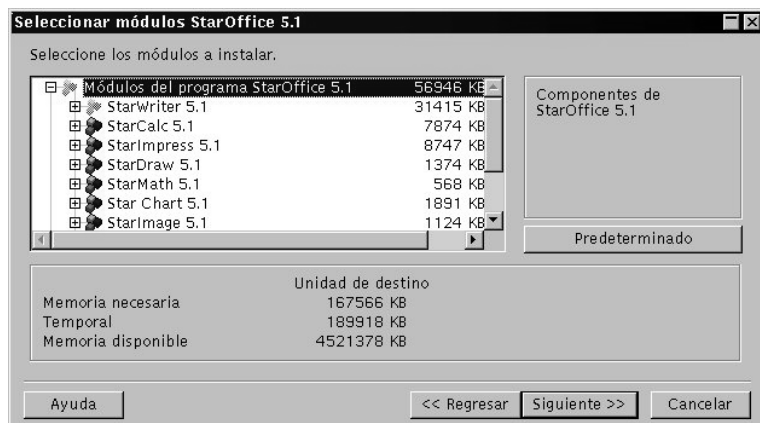 Seleccionar módulos StarOffice 5.1
Seleccione los módulos a instalar.
Módulos del programa StarOffice 5.1 56946 KB
StarWriter 5.1 31415 KB
StarCalc 5.1 7874 KB
StarImpress 5.1 8747 KB
StarDraw 5.1 1374 KB
StarMath 5.1 568 KB
Star Chart 5.1 1891 KB
StarImage 5.1 1124 KB
Componentes de
StarOffice 5.1
Predeterminado
Unidad de destino
Memoria necesaria 167566 KB
Temporal 189918 KB
Memoria disponible 4521378 KB
Ayuda << Regresar Siguiente >> Cancelar